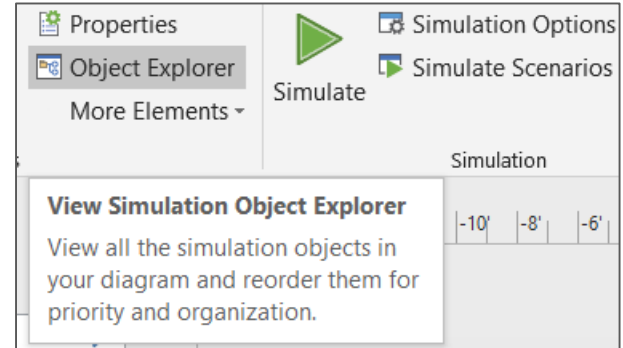 Properties
Object Explorer
More Elements
Simulate
Simulation Options
Simulate Scenarios
Simulation
View Simulation Object Explorer
View all the simulation objects in
your diagram and reorder them for
priority and organization.
-10' -8' -6'